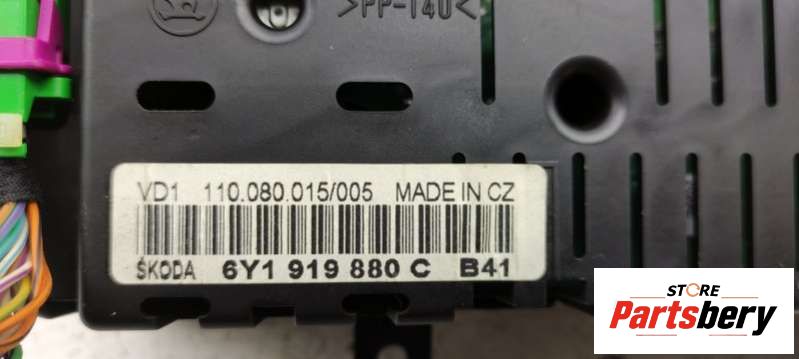 >PP-T40<
VD1 110.080.015/005 MADE IN CZ
ŠKODA 6Y1 919 880 C B41
STORE
Partsbery